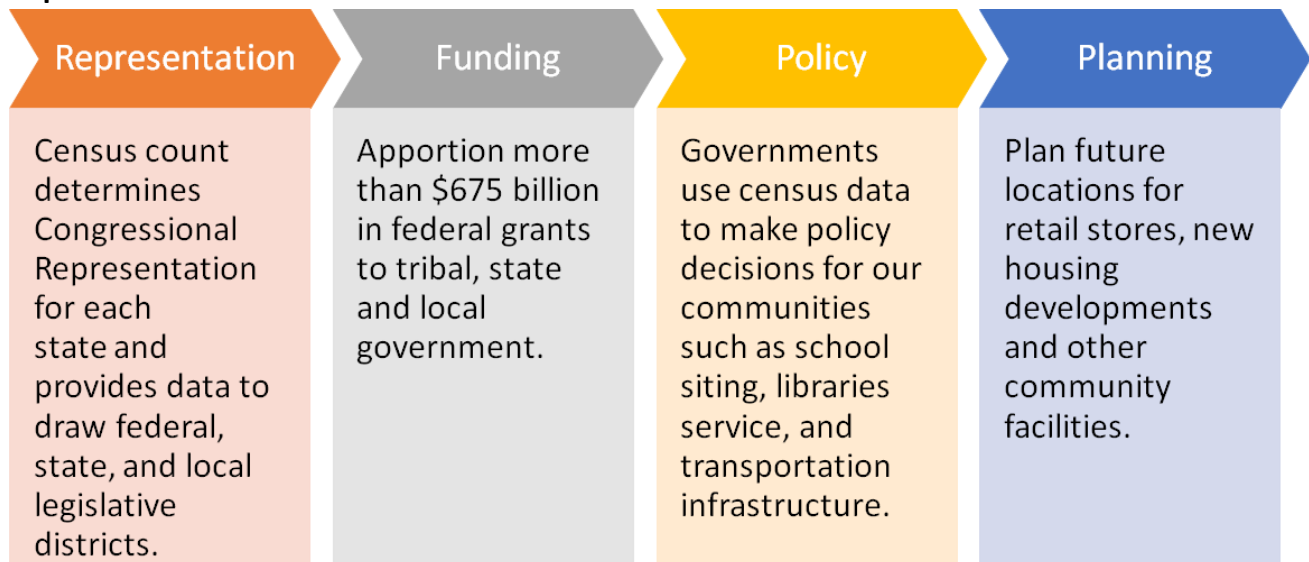 Representation
Census count
determines
Congressional
Representation
for each
state and
provides data to
draw federal,
state, and local
legislative
districts.
Funding
Apportion more
than $675 billion
in federal grants
to tribal, state
and local
government.
Policy
Governments
use census data
to make policy
decisions for our
communities
such as school
siting, libraries
service, and
transportation
infrastructure.
Planning
Plan future
locations for
retail stores, new
housing
developments
and other
community
facilities.